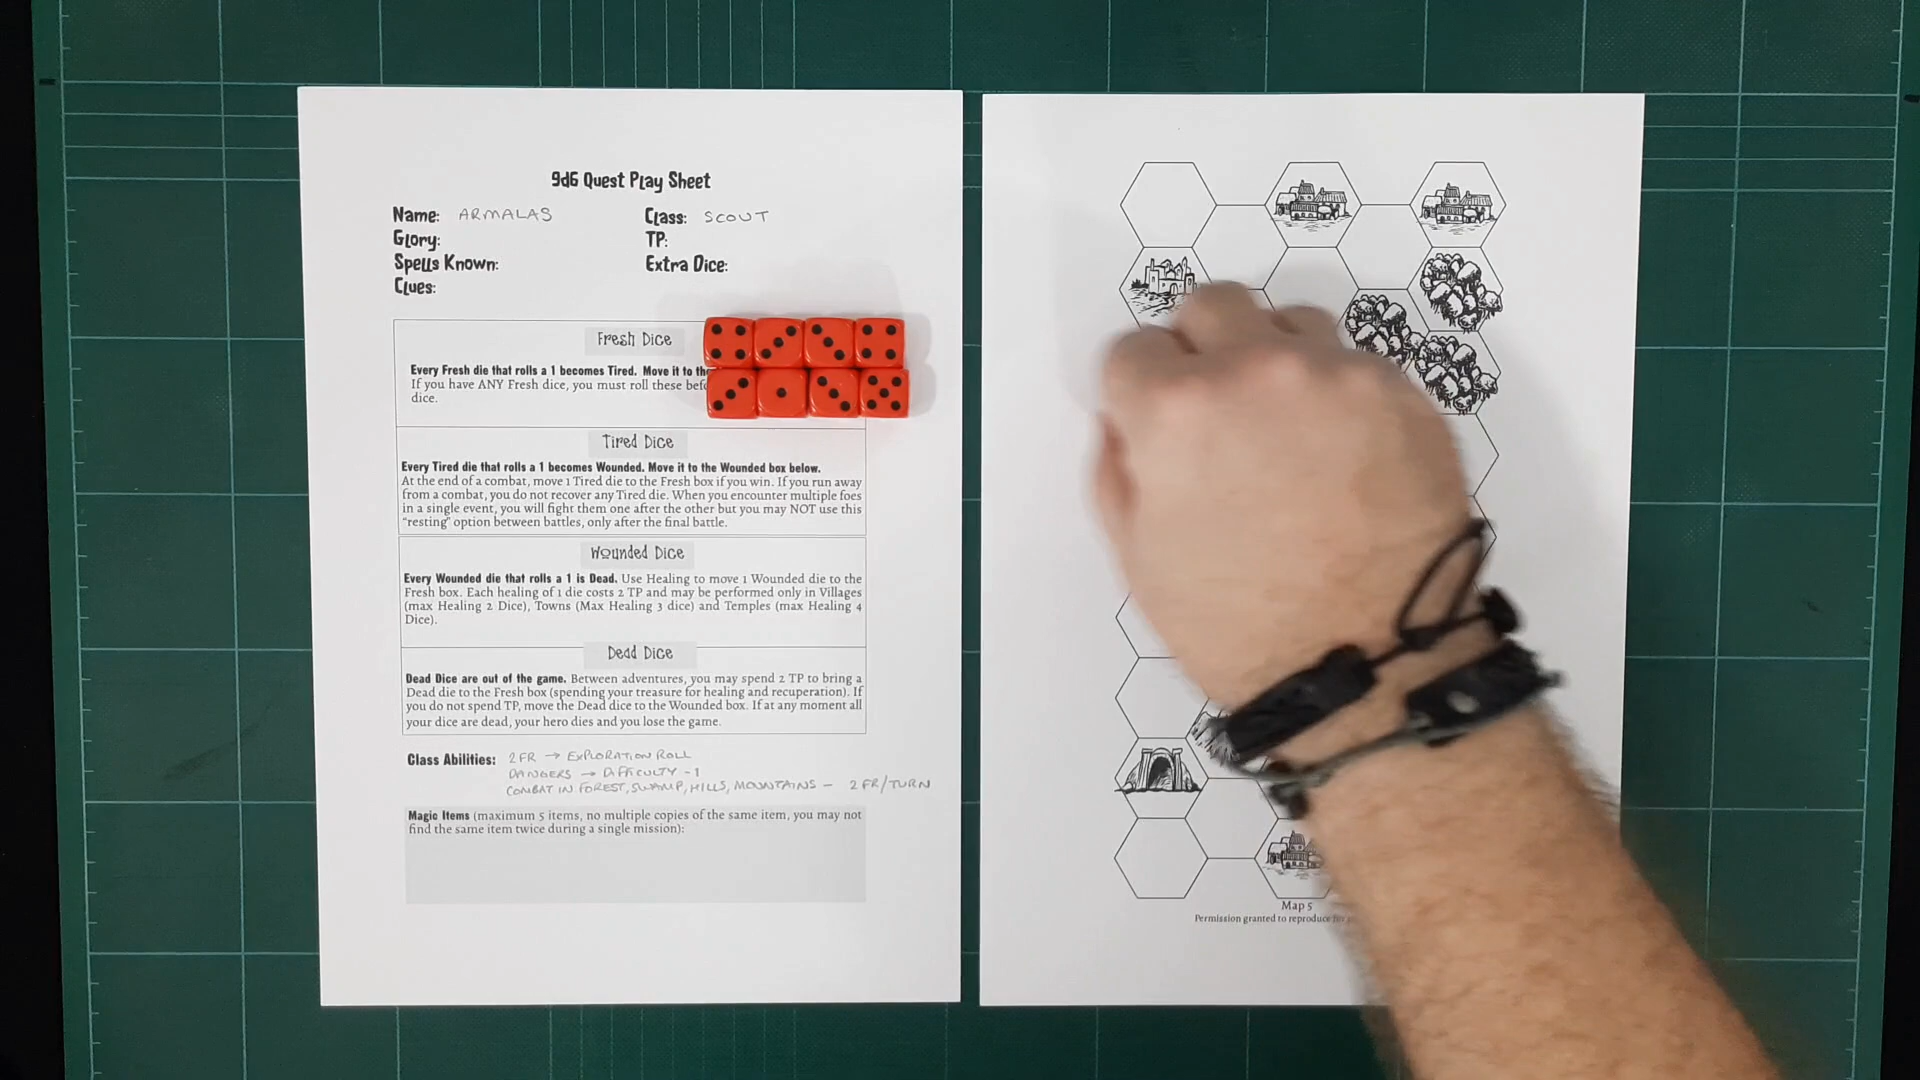 9d6 Quest Play Sheet
Name: ARMALAS
Class: SCOUT
Glory:
TP:
Spells Known:
Extra Dice:
Clues:
Fresh Dice
Every Fresh die that rolls a 1 becomes Tired. Move it to
If you have ANY Fresh dice, you must roll these
dice.
Tired Dice
Every Tired die that rolls a 1 becomes Wounded. Move it to the Wounded box below.
At the end of a combat, move 1 Tired die to the Fresh box if you win. If you run away
from a combat, you do not recover any Tired die. When you encounter multiple foes
in a single event, you will fight them one after the other but you may NOT use this
"resting" option between battles, only after the final battle.
Wounded Dice
Every Wounded die that rolls a 1 is Dead. Use Healing to move 1 Wounded die to the
Fresh box. Each healing of 1 die costs 2 TP and may be performed only in Villages
(max Healing 2 Dice), Towns (Max Healing 3 dice) and Temples (max Healing 4
Dice).
Dead Dice
Dead Dice are out of the game. Between adventures, you may spend 2 TP to bring a
Dead die to the Fresh box (spending your treasure for healing and recuperation). If
you do not spend TP, move the Dead dice to the Wounded box. If at any moment all
your dice are dead, your hero dies and you lose the game.
Class Abilities: 2FR → EXPLORATION ROLL
DANGERS → DIFFICULTY -1
COMBAT IN FOREST, SWAMP, HILLS, MOUNTAINS - 2 FR/TURN
Magic Items (maximum 5 items, no multiple copies of the same item, you may not
find the same item twice during a single mission):
Map 5
Permission granted to reproduce